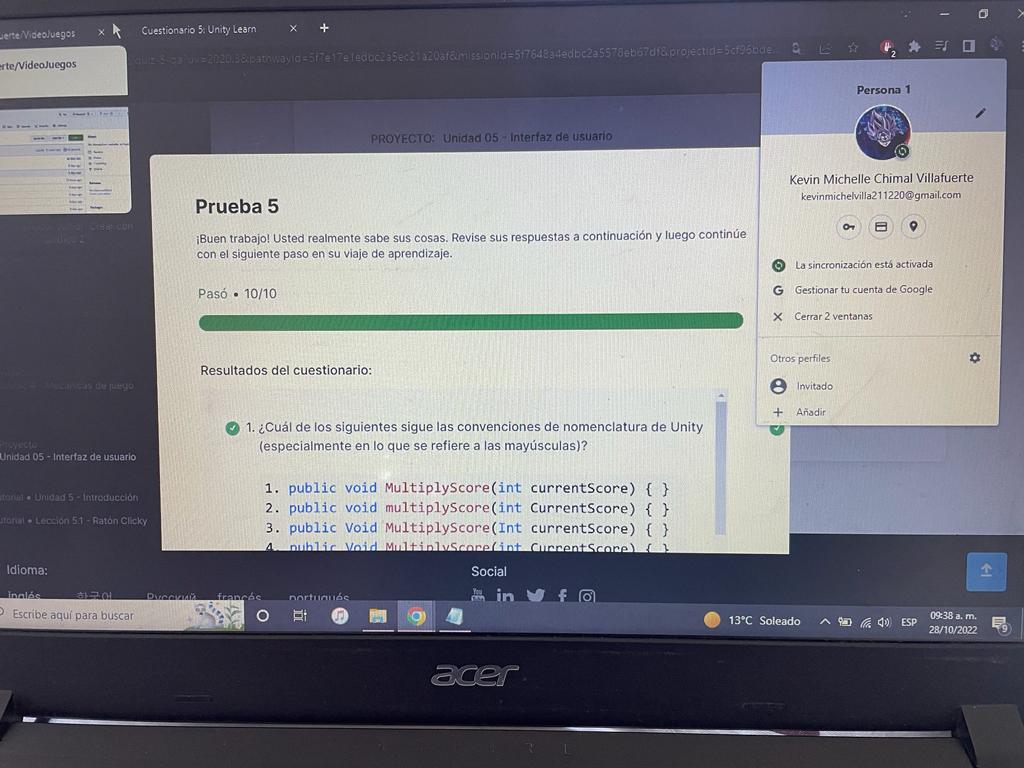 uerte/VideoJuegos
Cuestionario 5: Unity Learn
rte/VideoJuegos
2
PROYECTO: Unidad 05 - Interfaz de usuario
Persona 1
Kevin Michelle Chimal Villafuerte
kevinmichelvilla211220@gmail.com
La sincronización está activada
G Gestionar tu cuenta de Google
Cerrar 2 ventanas
Otros perfiles
Invitado
Añadir
Prueba 5
¡Buen trabajo! Usted realmente sabe sus cosas. Revise sus respuestas a continuación y luego continúe
con el siguiente paso en su viaje de aprendizaje.
Pasó • 10/10
Resultados del cuestionario:
1. ¿Cuál de los siguientes sigue las convenciones de nomenclatura de Unity
(especialmente en lo que se refiere a las mayúsculas)?
1. public void MultiplyScore(int currentScore) { }
2. public void multiplyScore(int currentScore) { }
3. public Void MultiplyScore(Int currentScore) { }
4. public Void MultiplyScore(int CurrentScore) { }
Mecánicas de juego
Proyecto
Unidad 05 - Interfaz de usuario
utorial • Unidad 5 - Introducción
utorial • Lección 5.1 - Ratón Clicky
Idioma:
inglés 한국어 Русский francés portugués
Social
Escribe aquí para buscar
13°C Soleado
ESP
09:38 a. m.
28/10/2022
9
acer